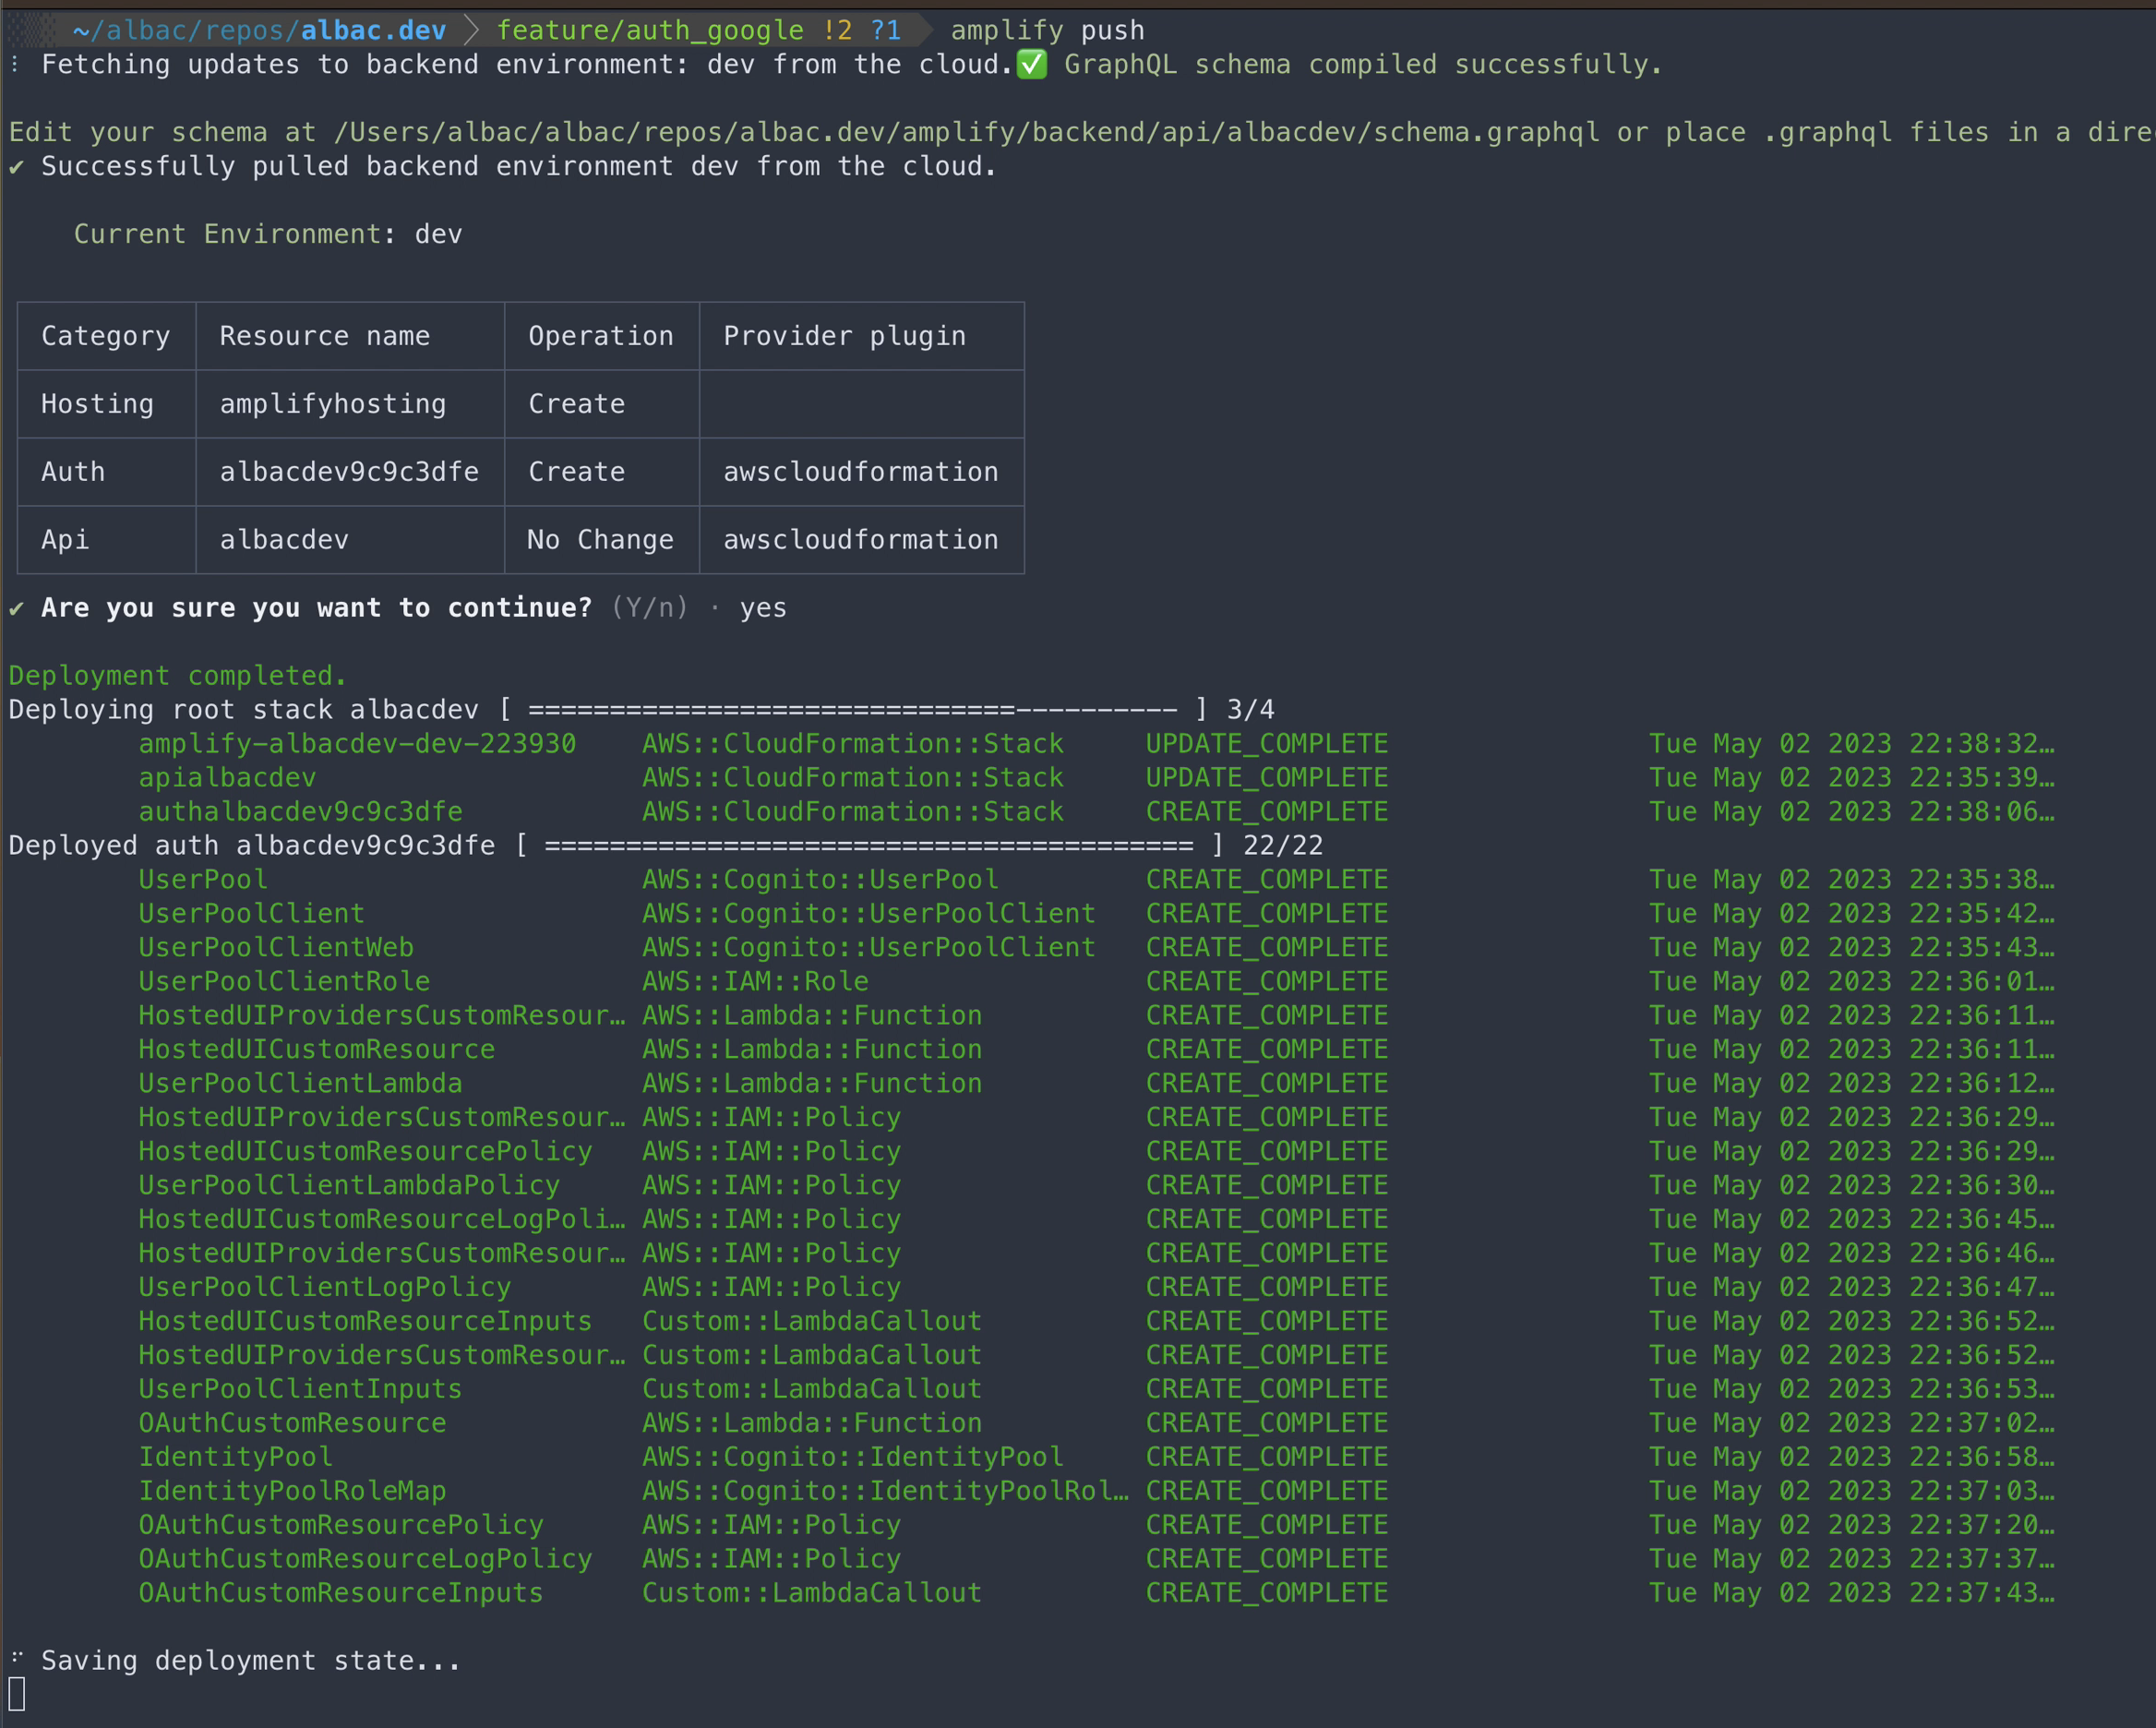 ~/albac/repos/albac.dev feature/auth_google !2 ?1 amplify push
Fetching updates to backend environment: dev from the cloud.✅ GraphQL schema compiled successfully.
Edit your schema at /Users/albac/albac/repos/albac.dev/amplify/backend/api/albacdev/schema.graphql or place .graphql files in a dire
✔ Successfully pulled backend environment dev from the cloud.
Current Environment: dev
Category Resource name Operation Provider plugin
Hosting amplifyhosting Create
Auth albacdev9c9c3dfe Create awscloudformation
Api albacdev No Change awscloudformation
✔ Are you sure you want to continue? (Y/n) · yes
Deployment completed.
Deploying root stack albacdev [ ==============================---------- ] 3/4
amplify-albacdev-dev-223930 AWS::CloudFormation::Stack UPDATE_COMPLETE Tue May 02 2023 22:38:32…
apialbacdev AWS::CloudFormation::Stack UPDATE_COMPLETE Tue May 02 2023 22:35:39…
authalbacdev9c9c3dfe AWS::CloudFormation::Stack CREATE_COMPLETE Tue May 02 2023 22:38:06…
Deployed auth albacdev9c9c3dfe [ ======================================== ] 22/22
UserPool AWS::Cognito::UserPool CREATE_COMPLETE Tue May 02 2023 22:35:38…
UserPoolClient AWS::Cognito::UserPoolClient CREATE_COMPLETE Tue May 02 2023 22:35:42…
UserPoolClientWeb AWS::Cognito::UserPoolClient CREATE_COMPLETE Tue May 02 2023 22:35:43…
UserPoolClientRole AWS::IAM::Role CREATE_COMPLETE Tue May 02 2023 22:36:01…
HostedUIProvidersCustomResour… AWS::Lambda::Function CREATE_COMPLETE Tue May 02 2023 22:36:11…
HostedUICustomResource AWS::Lambda::Function CREATE_COMPLETE Tue May 02 2023 22:36:11…
UserPoolClientLambda AWS::Lambda::Function CREATE_COMPLETE Tue May 02 2023 22:36:12…
HostedUIProvidersCustomResour… AWS::IAM::Policy CREATE_COMPLETE Tue May 02 2023 22:36:29…
HostedUICustomResourcePolicy AWS::IAM::Policy CREATE_COMPLETE Tue May 02 2023 22:36:29…
UserPoolClientLambdaPolicy AWS::IAM::Policy CREATE_COMPLETE Tue May 02 2023 22:36:30…
HostedUICustomResourceLogPoli… AWS::IAM::Policy CREATE_COMPLETE Tue May 02 2023 22:36:45…
HostedUIProvidersCustomResour… AWS::IAM::Policy CREATE_COMPLETE Tue May 02 2023 22:36:46…
UserPoolClientLogPolicy AWS::IAM::Policy CREATE_COMPLETE Tue May 02 2023 22:36:47…
HostedUICustomResourceInputs Custom::LambdaCallout CREATE_COMPLETE Tue May 02 2023 22:36:52…
HostedUIProvidersCustomResour… Custom::LambdaCallout CREATE_COMPLETE Tue May 02 2023 22:36:52…
UserPoolClientInputs Custom::LambdaCallout CREATE_COMPLETE Tue May 02 2023 22:36:53…
OAuthCustomResource AWS::Lambda::Function CREATE_COMPLETE Tue May 02 2023 22:37:02…
IdentityPool AWS::Cognito::IdentityPool CREATE_COMPLETE Tue May 02 2023 22:36:58…
IdentityPoolRoleMap AWS::Cognito::IdentityPoolRol… CREATE_COMPLETE Tue May 02 2023 22:37:03…
OAuthCustomResourcePolicy AWS::IAM::Policy CREATE_COMPLETE Tue May 02 2023 22:37:20…
OAuthCustomResourceLogPolicy AWS::IAM::Policy CREATE_COMPLETE Tue May 02 2023 22:37:37…
OAuthCustomResourceInputs Custom::LambdaCallout CREATE_COMPLETE Tue May 02 2023 22:37:43…
Saving deployment state...